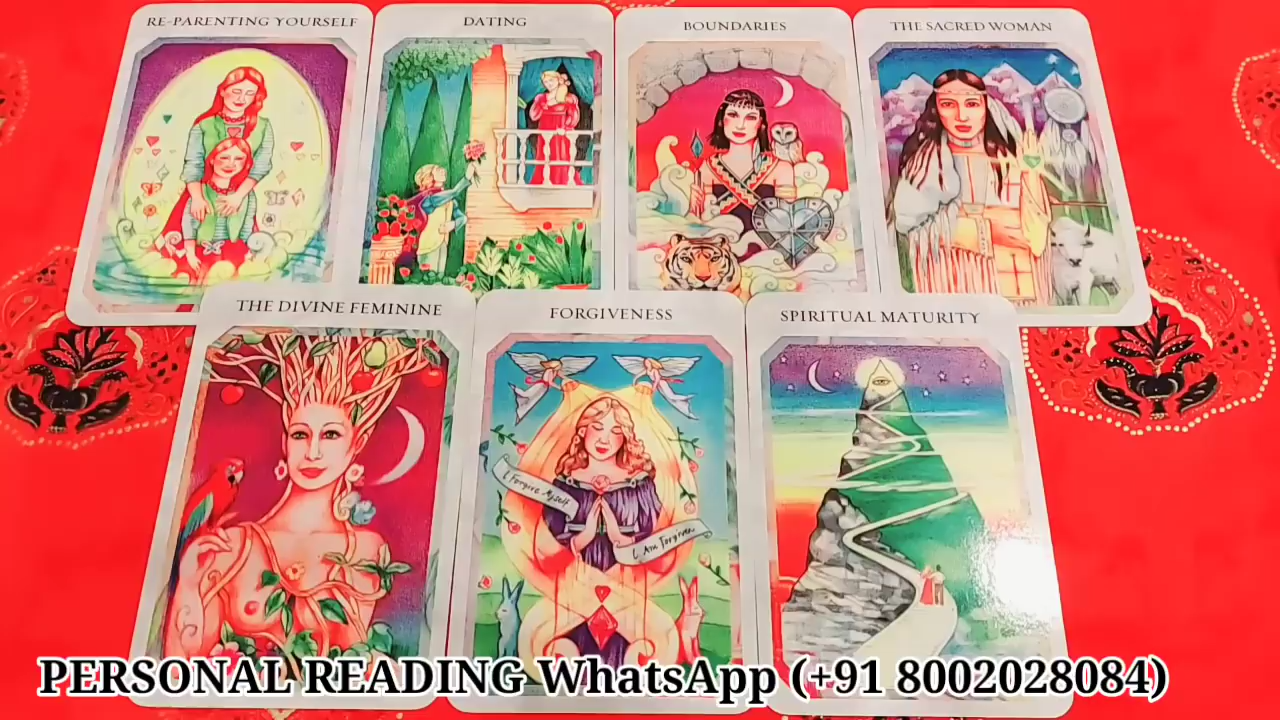 RE-PARENTING YOURSELF
DATING
BOUNDARIES
THE SACRED WOMAN
THE DIVINE FEMININE
FORGIVENESS
SPIRITUAL MATURITY
I Forgive Myself
I Am Forgiven
PERSONAL READING WhatsApp (+91 8002028084)